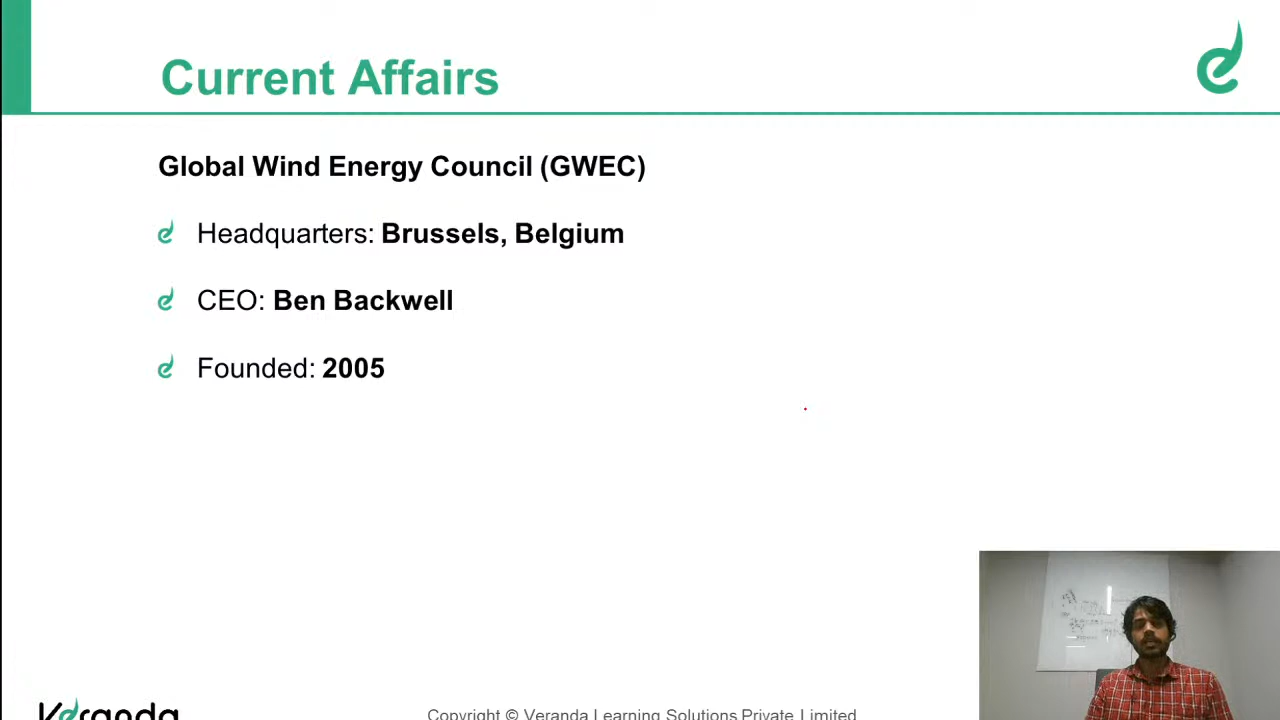 Current Affairs
Global Wind Energy Council (GWEC)
Headquarters: Brussels, Belgium
CEO: Ben Backwell
Founded: 2005
Veranda
Copyright © Veranda Learning Solutions Private Limited